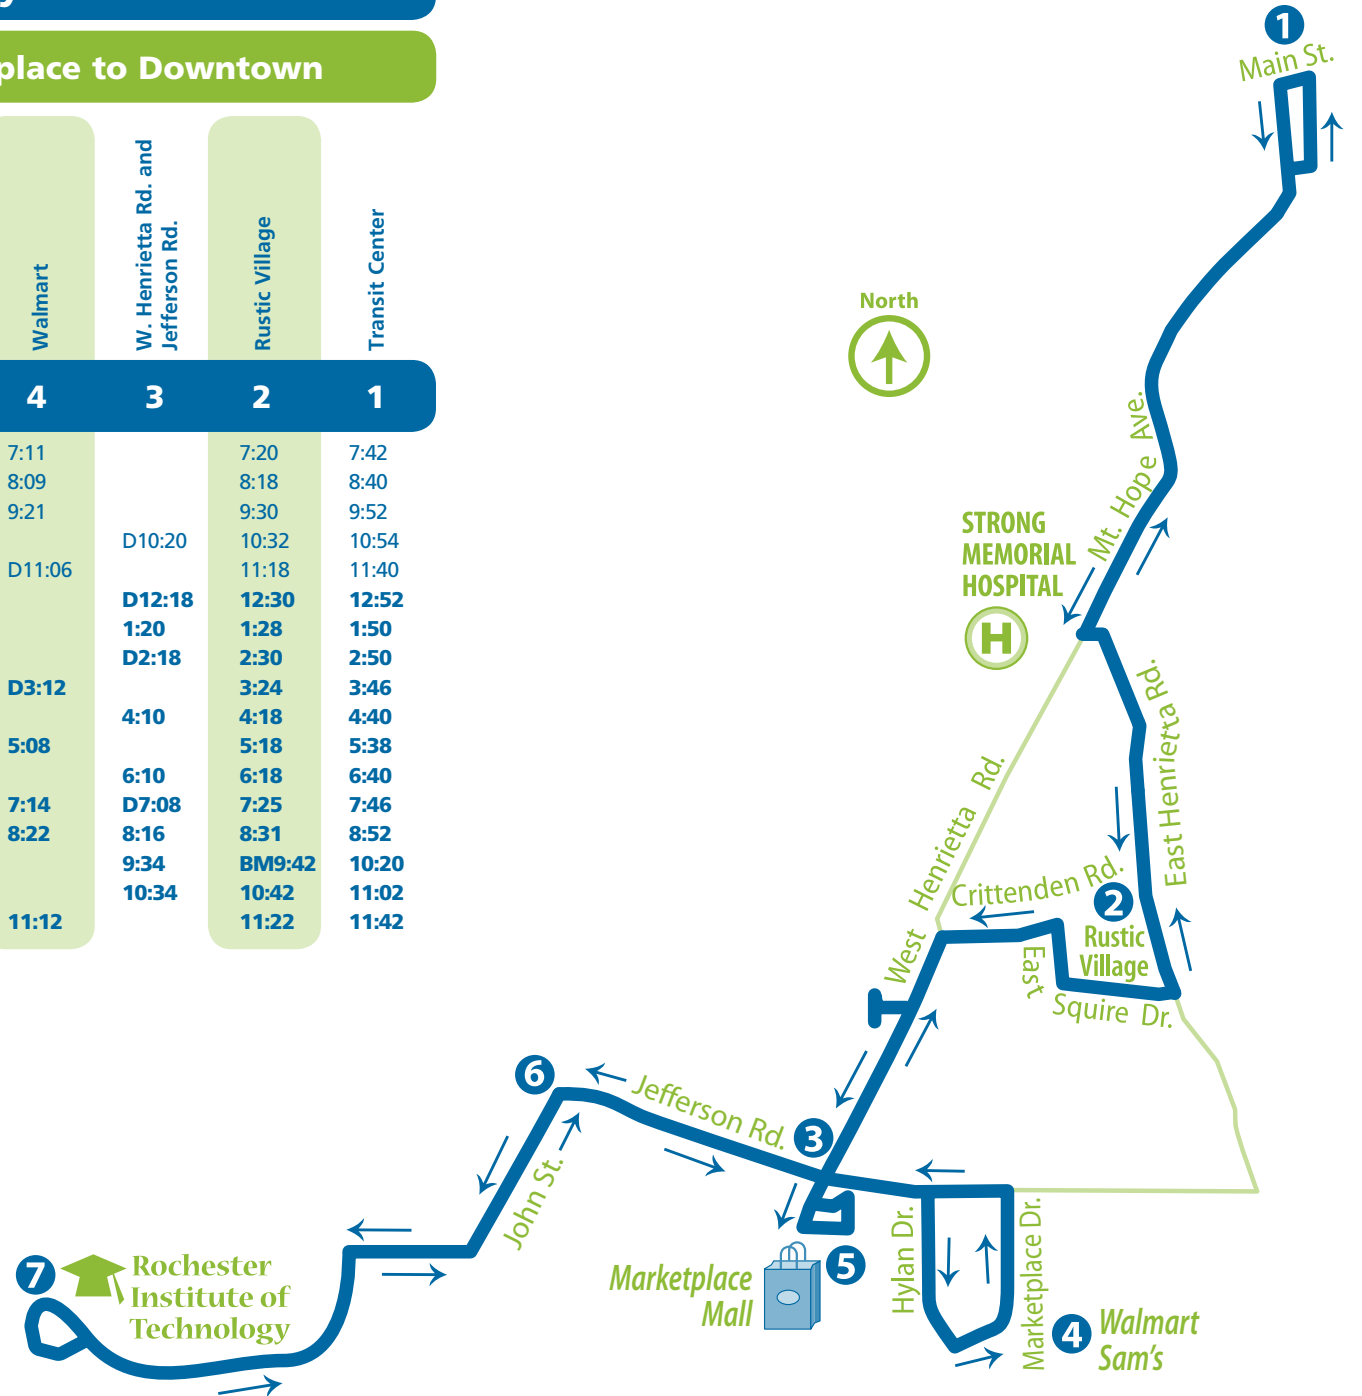 place to Downtown
Walmart
W. Henrietta Rd. and
Jefferson Rd.
Rustic Village
Transit Center
4 3 2 1
7:11 7:20 7:42
8:09 8:18 8:40
9:21 9:30 9:52
D10:20 10:32 10:54
D11:06 11:18 11:40
D12:18 12:30 12:52
1:20 1:28 1:50
D2:18 2:30 2:50
D3:12 3:24 3:46
4:10 4:18 4:40
5:08 5:18 5:38
6:10 6:18 6:40
7:14 D7:08 7:25 7:46
8:22 8:16 8:31 8:52
9:34 BM9:42 10:20
10:34 10:42 11:02
11:12 11:22 11:42
1
Main St.
North
Mt. Hope Ave.
STRONG
MEMORIAL
HOSPITAL
H
East Henrietta Rd.
West Henrietta Rd.
Crittenden Rd.
2
Rustic
Village
East
Squire Dr.
6
Jefferson Rd.
3
John St.
Hylan Dr.
Marketplace Dr.
7
Rochester
Institute of
Technology
Marketplace
Mall
5
4
Walmart
Sam's